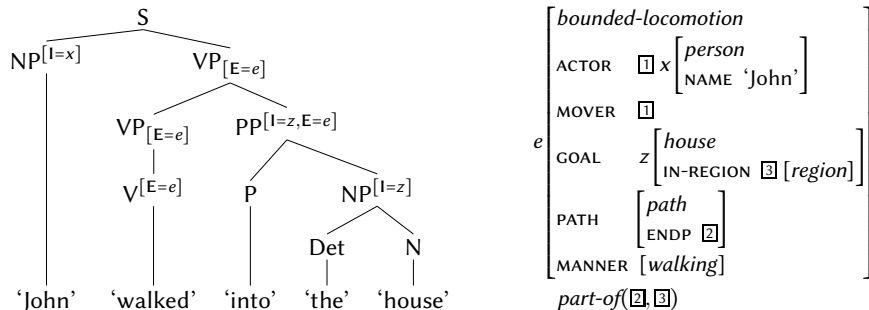 S
NP[I=x] VP[E=e]
VP[E=e] PP[I=z,E=e]
V[E=e] P NP[I=z]
Det N
‘John’ ‘walked’ ‘into’ ‘the’ ‘house’
e
bounded-locomotion
ACTOR 1 x [person
NAME ‘John’]
MOVER 1
GOAL z [house
IN-REGION 3 [region]]
PATH [path
ENDP 2]
MANNER [walking]
part-of(2, 3)